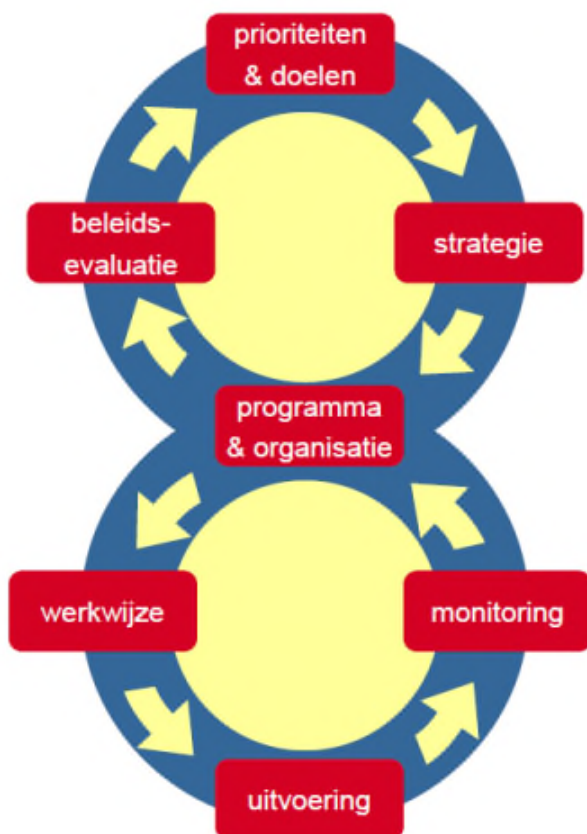 prioriteiten
& doelen
beleids-
evaluatie
strategie
programma
& organisatie
werkwijze
monitoring
uitvoering